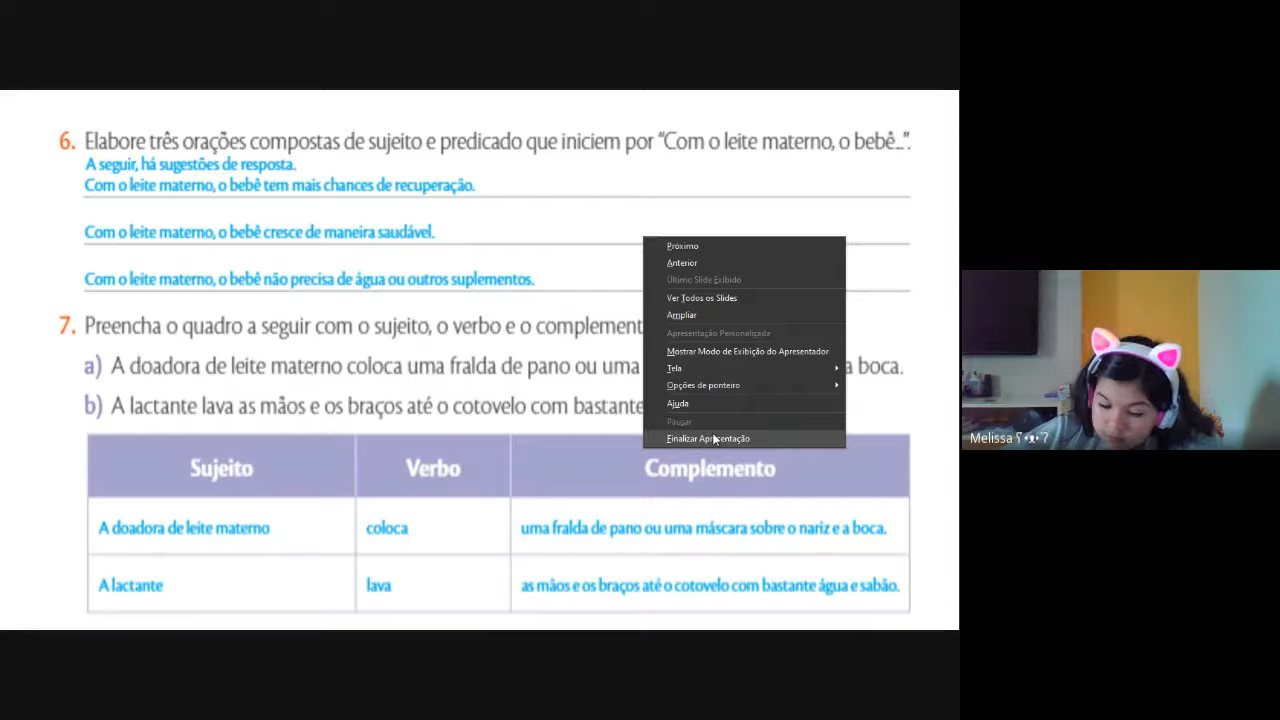 6. Elabore três orações compostas de sujeito e predicado que iniciem por “Com o leite materno, o bebê...”.
A seguir, há sugestões de resposta.
Com o leite materno, o bebê tem mais chances de recuperação.
Com o leite materno, o bebê cresce de maneira saudável.
Com o leite materno, o bebê não precisa de água ou outros suplementos.
7. Preencha o quadro a seguir com o sujeito, o verbo e o complement
a) A doadora de leite materno coloca uma fralda de pano ou uma a boca.
b) A lactante lava as mãos e os braços até o cotovelo com bastante
Próximo
Anterior
Último Slide Exibido
Ver Todos os Slides
Ampliar
Apresentação Personalizada
Mostrar Modo de Exibição do Apresentador
Tela
Opções de ponteiro
Ajuda
Pausar
Finalizar Apresentação
Sujeito Verbo Complemento
A doadora de leite materno coloca uma fralda de pano ou uma máscara sobre o nariz e a boca.
A lactante lava as mãos e os braços até o cotovelo com bastante água e sabão.
Melissa ʕ•ᴥ•ʔ